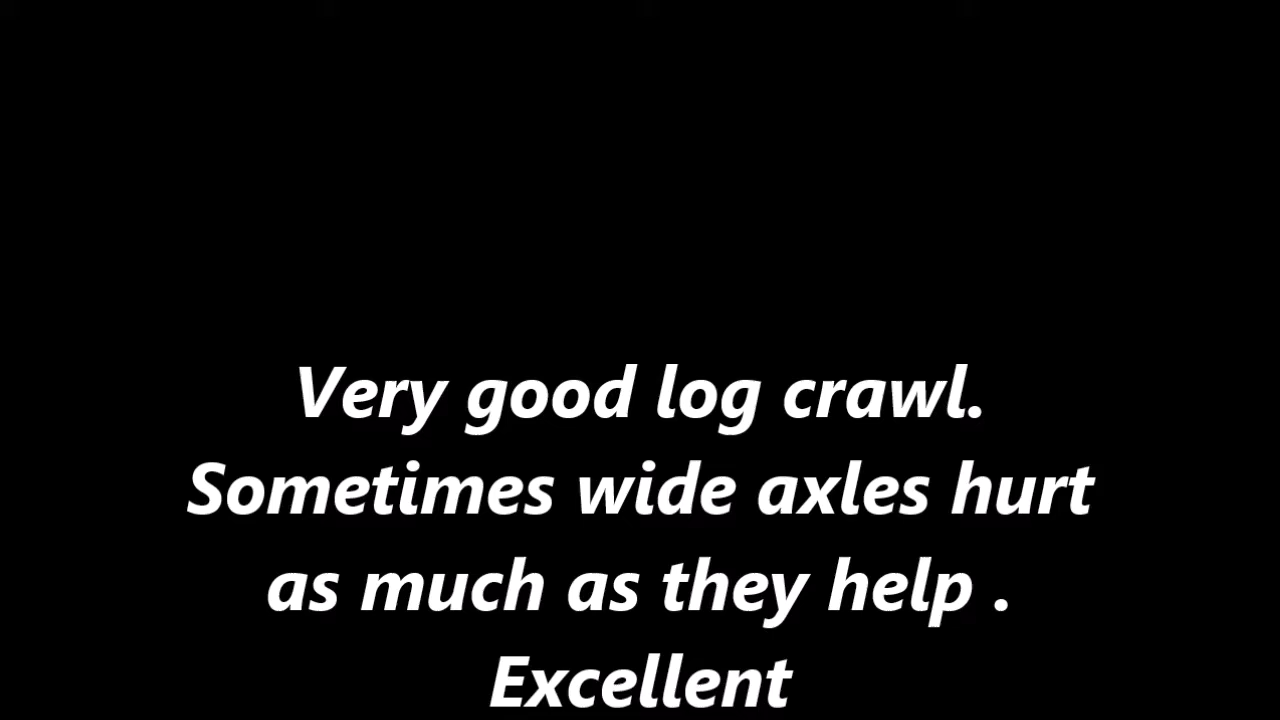 Very good log crawl.
Sometimes wide axles hurt
as much as they help .
Excellent